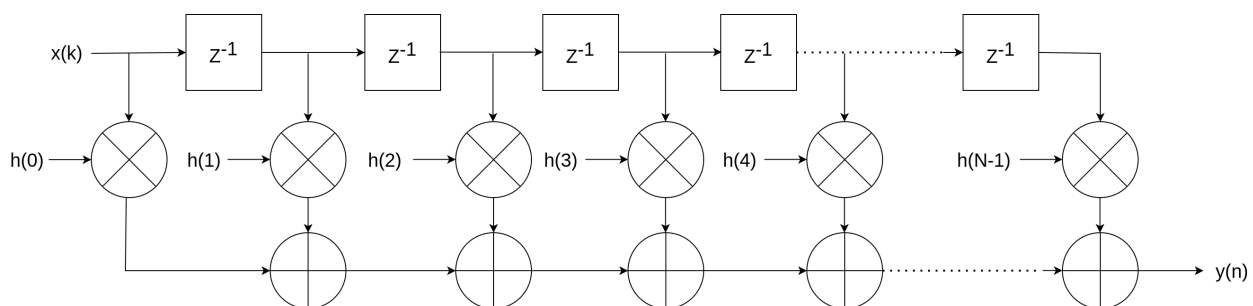 x(k) Z-1 Z-1 Z-1 Z-1 Z-1
h(0) h(1) h(2) h(3) h(4) h(N-1)
y(n)